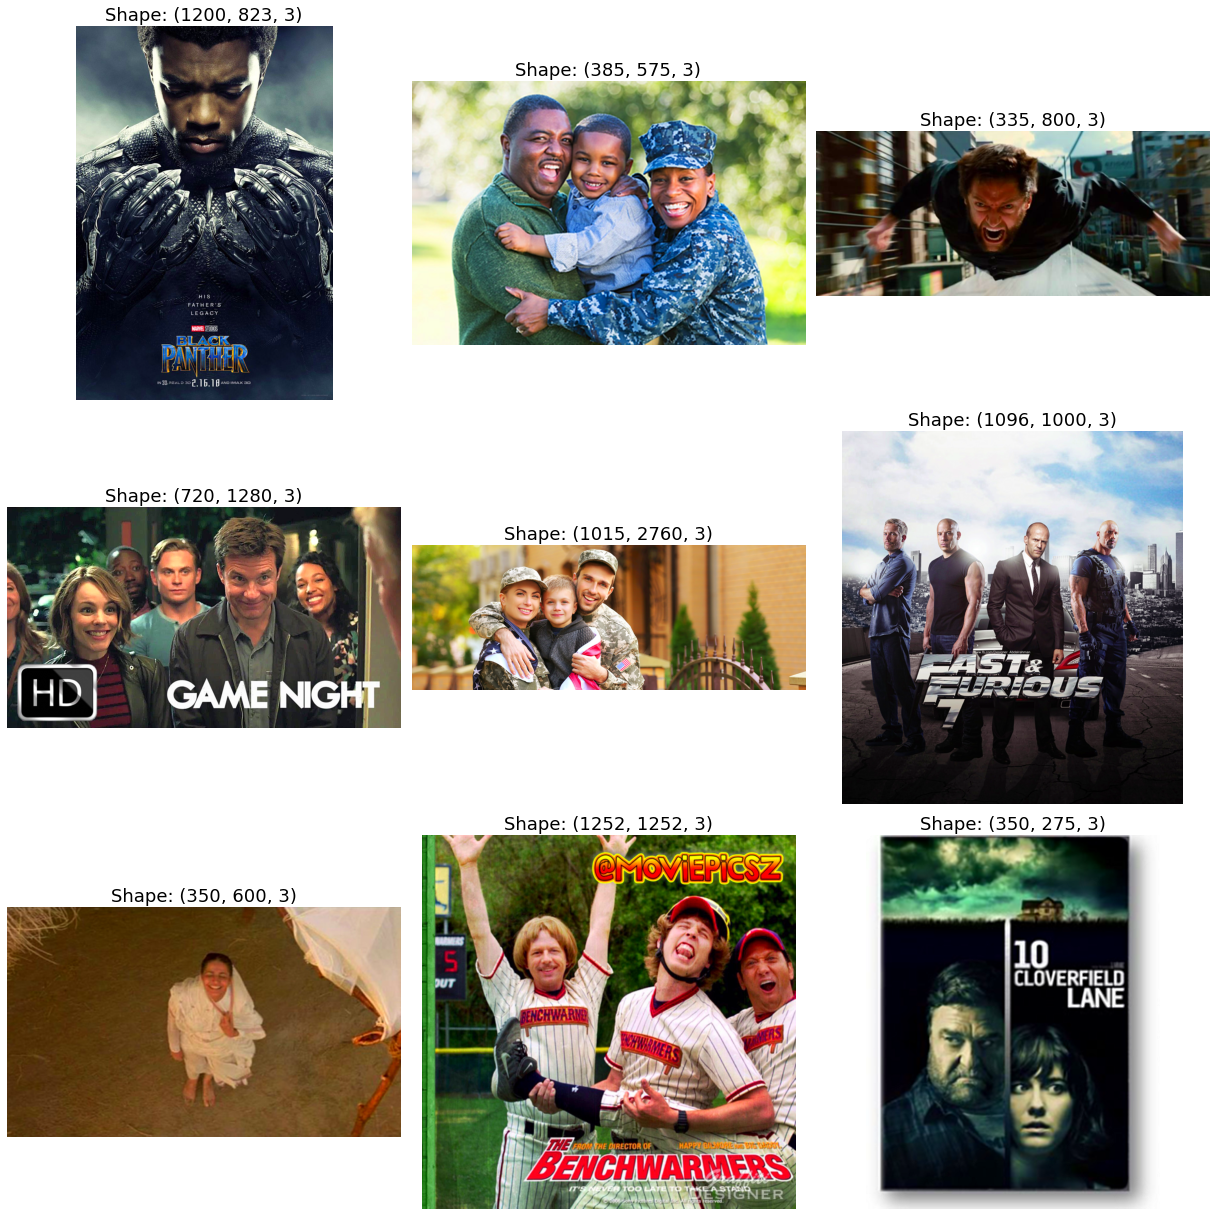 Shape: (1200, 823, 3)
HIS
FATHER'S
LEGACY
MARVEL STUDIOS
BLACK
PANTHER
2.16.18
Shape: (385, 575, 3)
Shape: (335, 800, 3)
Shape: (720, 1280, 3)
HD
GAME NIGHT
Shape: (1015, 2760, 3)
Shape: (1096, 1000, 3)
FAST &
FURIOUS
7
Shape: (350, 600, 3)
Shape: (1252, 1252, 3)
@MOViEPiCSZ
WARMERS
5
OUT
BENCHWARMER
BENCHWARMERS
THE
FROM THE DIRECTOR OF
HAPPY GILMORE
BENCHWARMERS
IT'S NEVER TOO LATE TO TAKE A STAND
DESIGNER
Shape: (350, 275, 3)
10
CLOVERFIELD
LANE